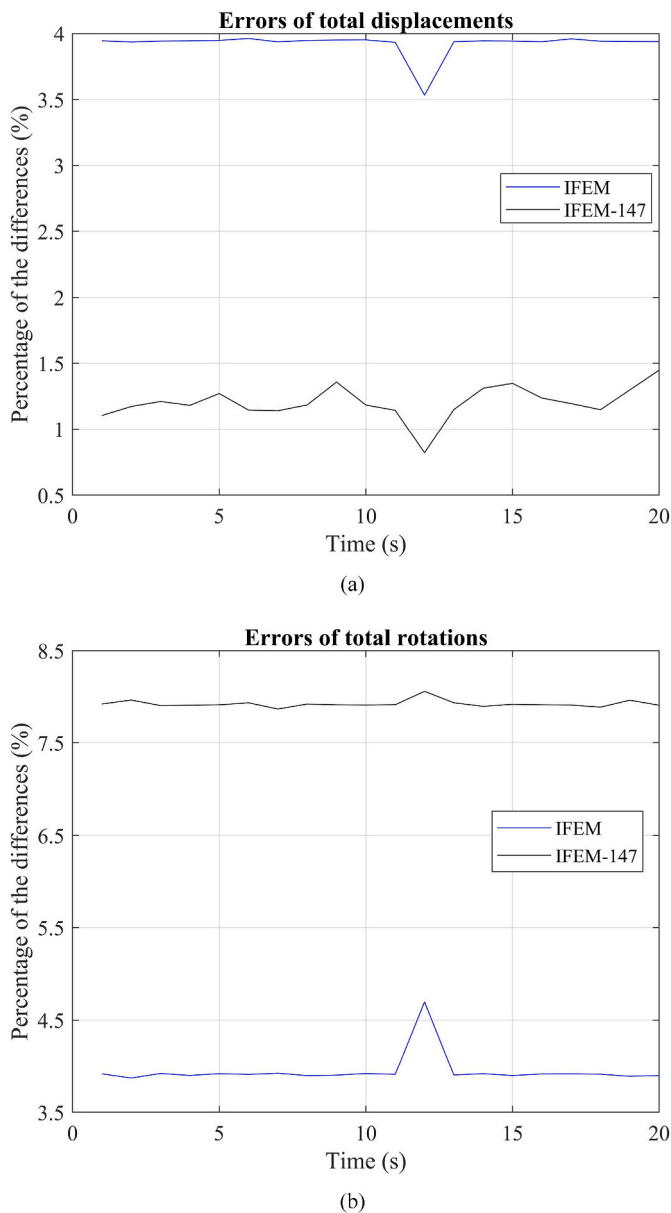 Errors of total displacements
4
3.5
3
2.5
2
1.5
1
0.5
Percentage of the differences (%)
IFEM
IFEM-147
0 5 10 15 20
Time (s)
(a)
Errors of total rotations
8.5
7.5
6.5
5.5
4.5
3.5
Percentage of the differences (%)
IFEM
IFEM-147
0 5 10 15 20
Time (s)
(b)